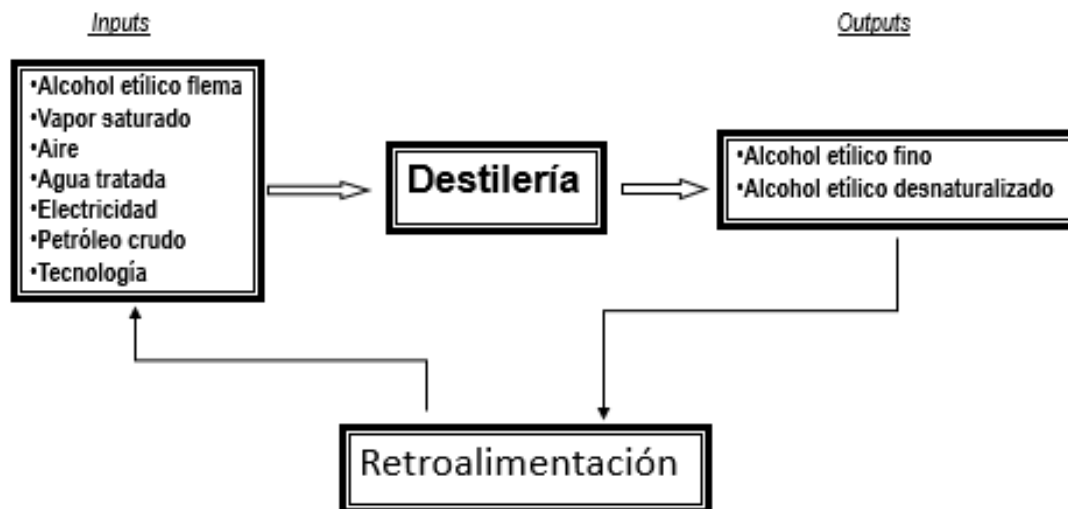 Inputs
Outputs
•Alcohol etílico flema
•Vapor saturado
•Aire
•Agua tratada
•Electricidad
•Petróleo crudo
•Tecnología
Destilería
•Alcohol etílico fino
•Alcohol etílico desnaturalizado
Retroalimentación